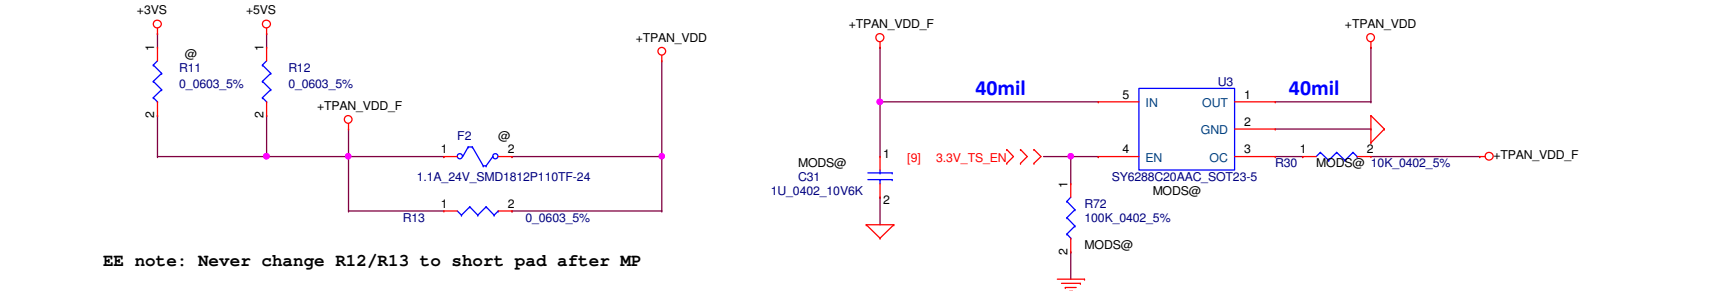 +3VS
+5VS
+TPAN_VDD
1
@
1
R11
R12
0_0603_5%
0_0603_5%
+TPAN_VDD_F
2
2
F2
@
1
2
1.1A_24V_SMD1812P110TF-24
1
2
R13
0_0603_5%
EE note: Never change R12/R13 to short pad after MP
+TPAN_VDD_F
+TPAN_VDD
40mil
U3
40mil
5
IN
OUT
1
GND
2
[9]
3.3V_TS_EN
4
EN
OC
3
R30
1
2
MODS@
10K_0402_5%
+TPAN_VDD_F
SY6288C20AAC_SOT23-5
MODS@
1
MODS@
C31
1U_0402_10V6K
2
1
R72
100K_0402_5%
MODS@
2